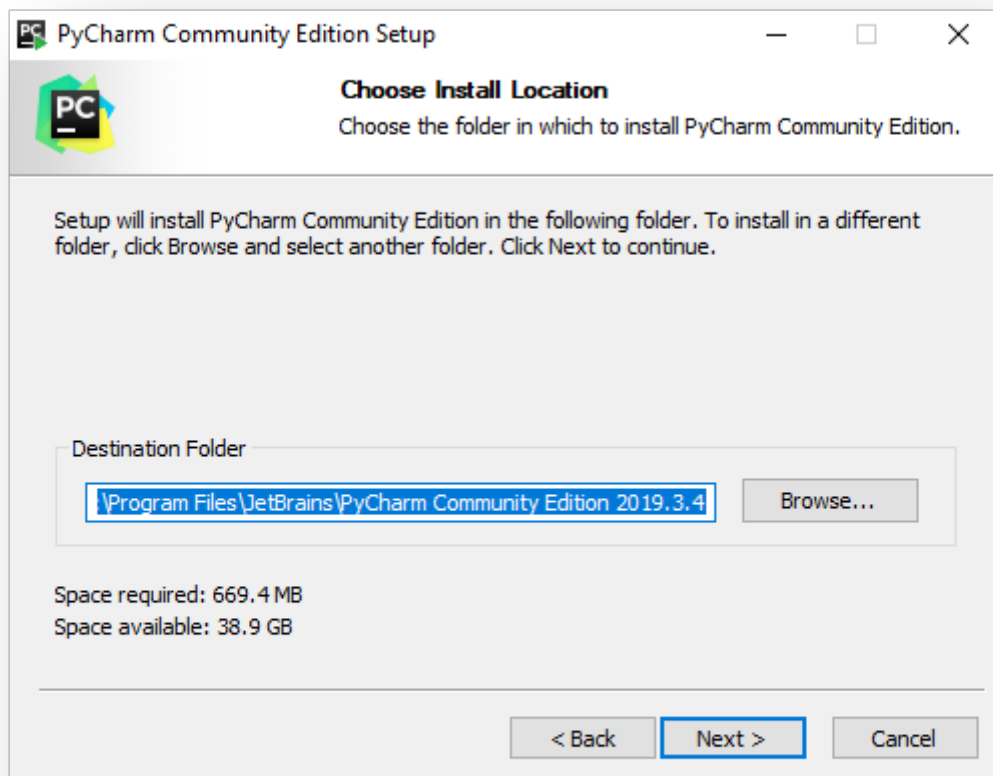 PC PyCharm Community Edition Setup
PC
Choose Install Location
Choose the folder in which to install PyCharm Community Edition.
Setup will install PyCharm Community Edition in the following folder. To install in a different
folder, click Browse and select another folder. Click Next to continue.
Destination Folder
:\Program Files\JetBrains\PyCharm Community Edition 2019.3.4
Browse...
Space required: 669.4 MB
Space available: 38.9 GB
< Back Next > Cancel